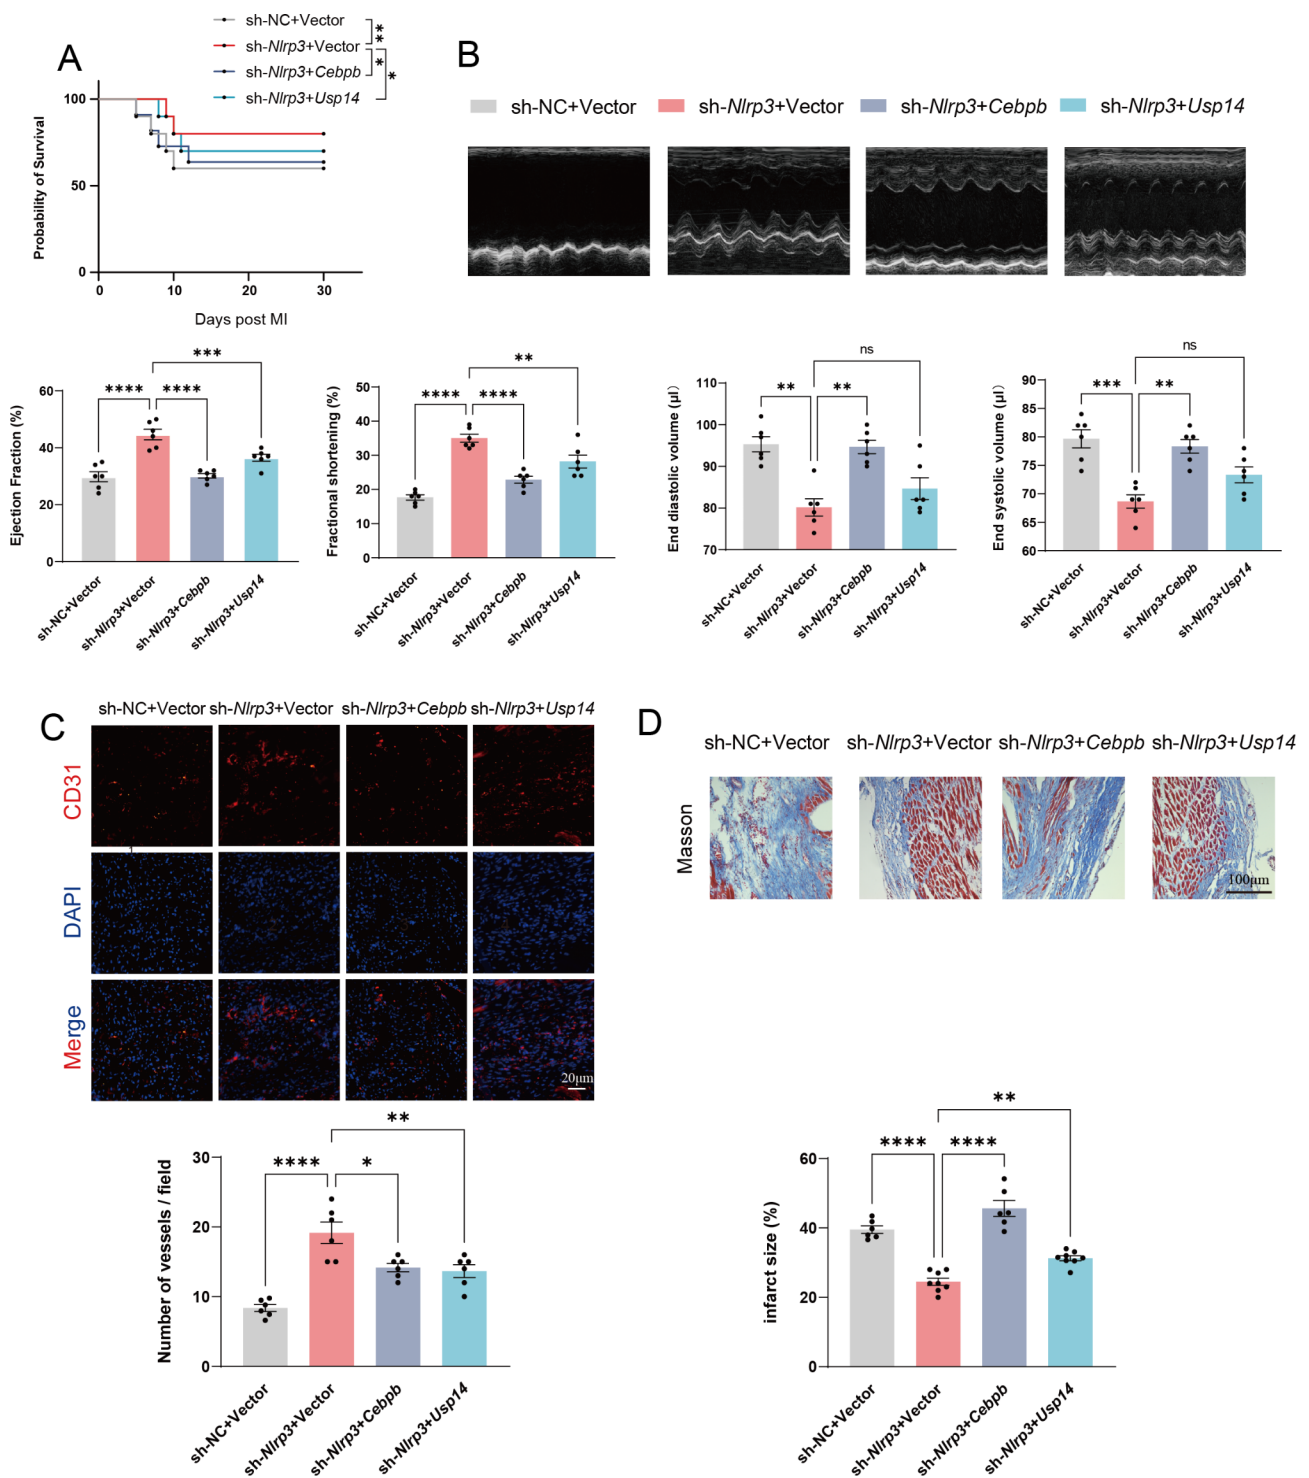 A
sh-NC+Vector
sh-Nlrp3+Vector
sh-Nlrp3+Cebpb
sh-Nlrp3+Usp14
**
*
*
Probability of Survival
100
50
0
0 10 20 30
Days post MI
B
sh-NC+Vector sh-Nlrp3+Vector sh-Nlrp3+Cebpb sh-Nlrp3+Usp14
Ejection Fraction (%)
60
40
20
0
***
**** ****
sh-NC+Vector
sh-Nlrp3+Vector
sh-Nlrp3+Cebpb
sh-Nlrp3+Usp14
Fractional shortening (%)
50
40
30
20
10
0
**
**** ****
sh-NC+Vector
sh-Nlrp3+Vector
sh-Nlrp3+Cebpb
sh-Nlrp3+Usp14
End diastolic volume (μl)
110
100
90
80
70
ns
** **
sh-NC+Vector
sh-Nlrp3+Vector
sh-Nlrp3+Cebpb
sh-Nlrp3+Usp14
End systolic volume (μl)
90
85
80
75
70
65
60
ns
*** **
sh-NC+Vector
sh-Nlrp3+Vector
sh-Nlrp3+Cebpb
sh-Nlrp3+Usp14
C
sh-NC+Vector sh-Nlrp3+Vector sh-Nlrp3+Cebpb sh-Nlrp3+Usp14
CD31
DAPI
Merge
20μm
Number of vessels / field
30
20
10
0
**
**** *
sh-NC+Vector
sh-Nlrp3+Vector
sh-Nlrp3+Cebpb
sh-Nlrp3+Usp14
D
sh-NC+Vector sh-Nlrp3+Vector sh-Nlrp3+Cebpb sh-Nlrp3+Usp14
Masson
100μm
infarct size (%)
60
40
20
0
**
**** ****
sh-NC+Vector
sh-Nlrp3+Vector
sh-Nlrp3+Cebpb
sh-Nlrp3+Usp14